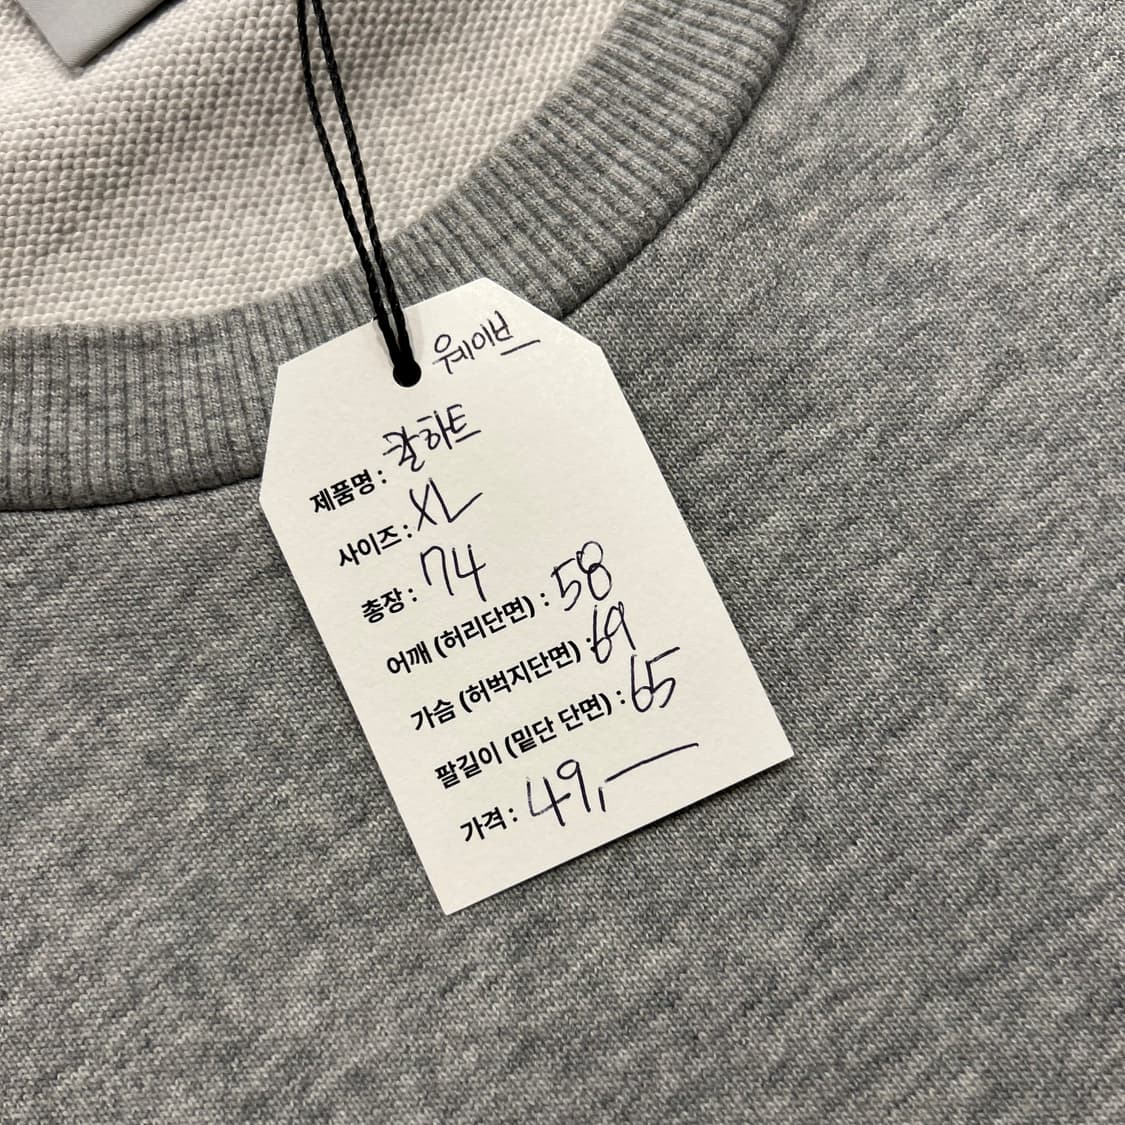 웨이브
제품명 : 칼하트
사이즈 : XL
총장 : 74
어깨 (허리단면) : 58
가슴 (허벅지단면) : 69
팔길이 (밑단 단면) : 65
가격 : 49,—